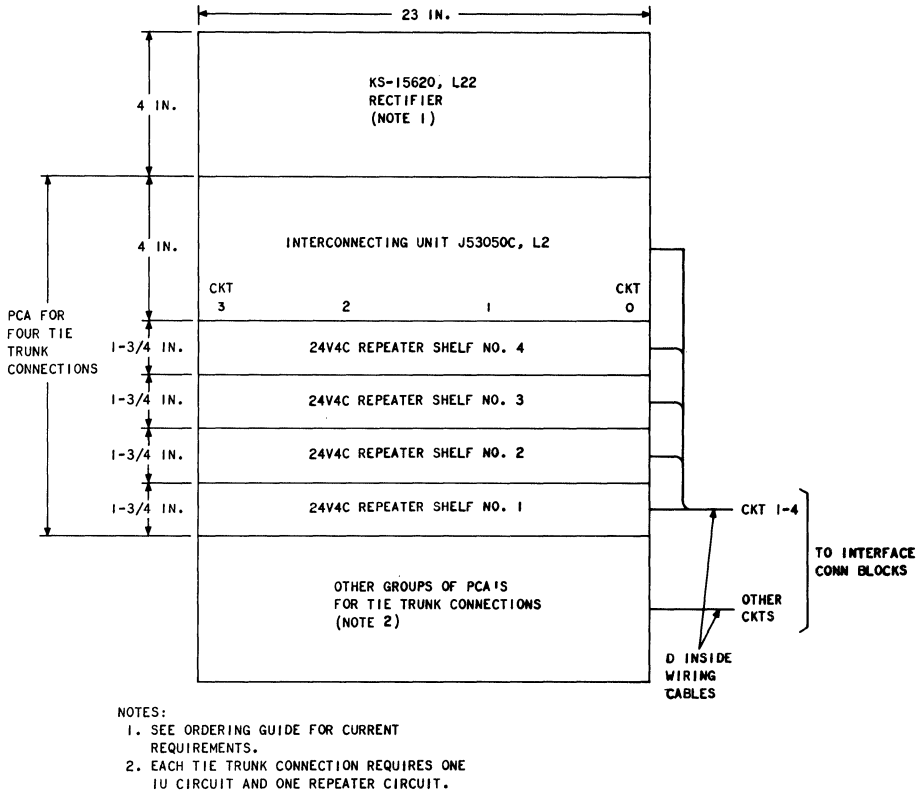 23 IN.
KS-15620, L22
RECTIFIER
(NOTE 1)
4 IN.
4 IN.
INTERCONNECTING UNIT J53050C, L2
CKT
3
2
1
CKT
0
PCA FOR
FOUR TIE
TRUNK
CONNECTIONS
1-3/4 IN.
24V4C REPEATER SHELF NO. 4
1-3/4 IN.
24V4C REPEATER SHELF NO. 3
1-3/4 IN.
24V4C REPEATER SHELF NO. 2
1-3/4 IN.
24V4C REPEATER SHELF NO. 1
CKT 1-4
TO INTERFACE
CONN BLOCKS
OTHER GROUPS OF PCA'S
FOR TIE TRUNK CONNECTIONS
(NOTE 2)
OTHER
CKTS
D INSIDE
WIRING
CABLES
NOTES:
1. SEE ORDERING GUIDE FOR CURRENT
REQUIREMENTS.
2. EACH TIE TRUNK CONNECTION REQUIRES ONE
IU CIRCUIT AND ONE REPEATER CIRCUIT.